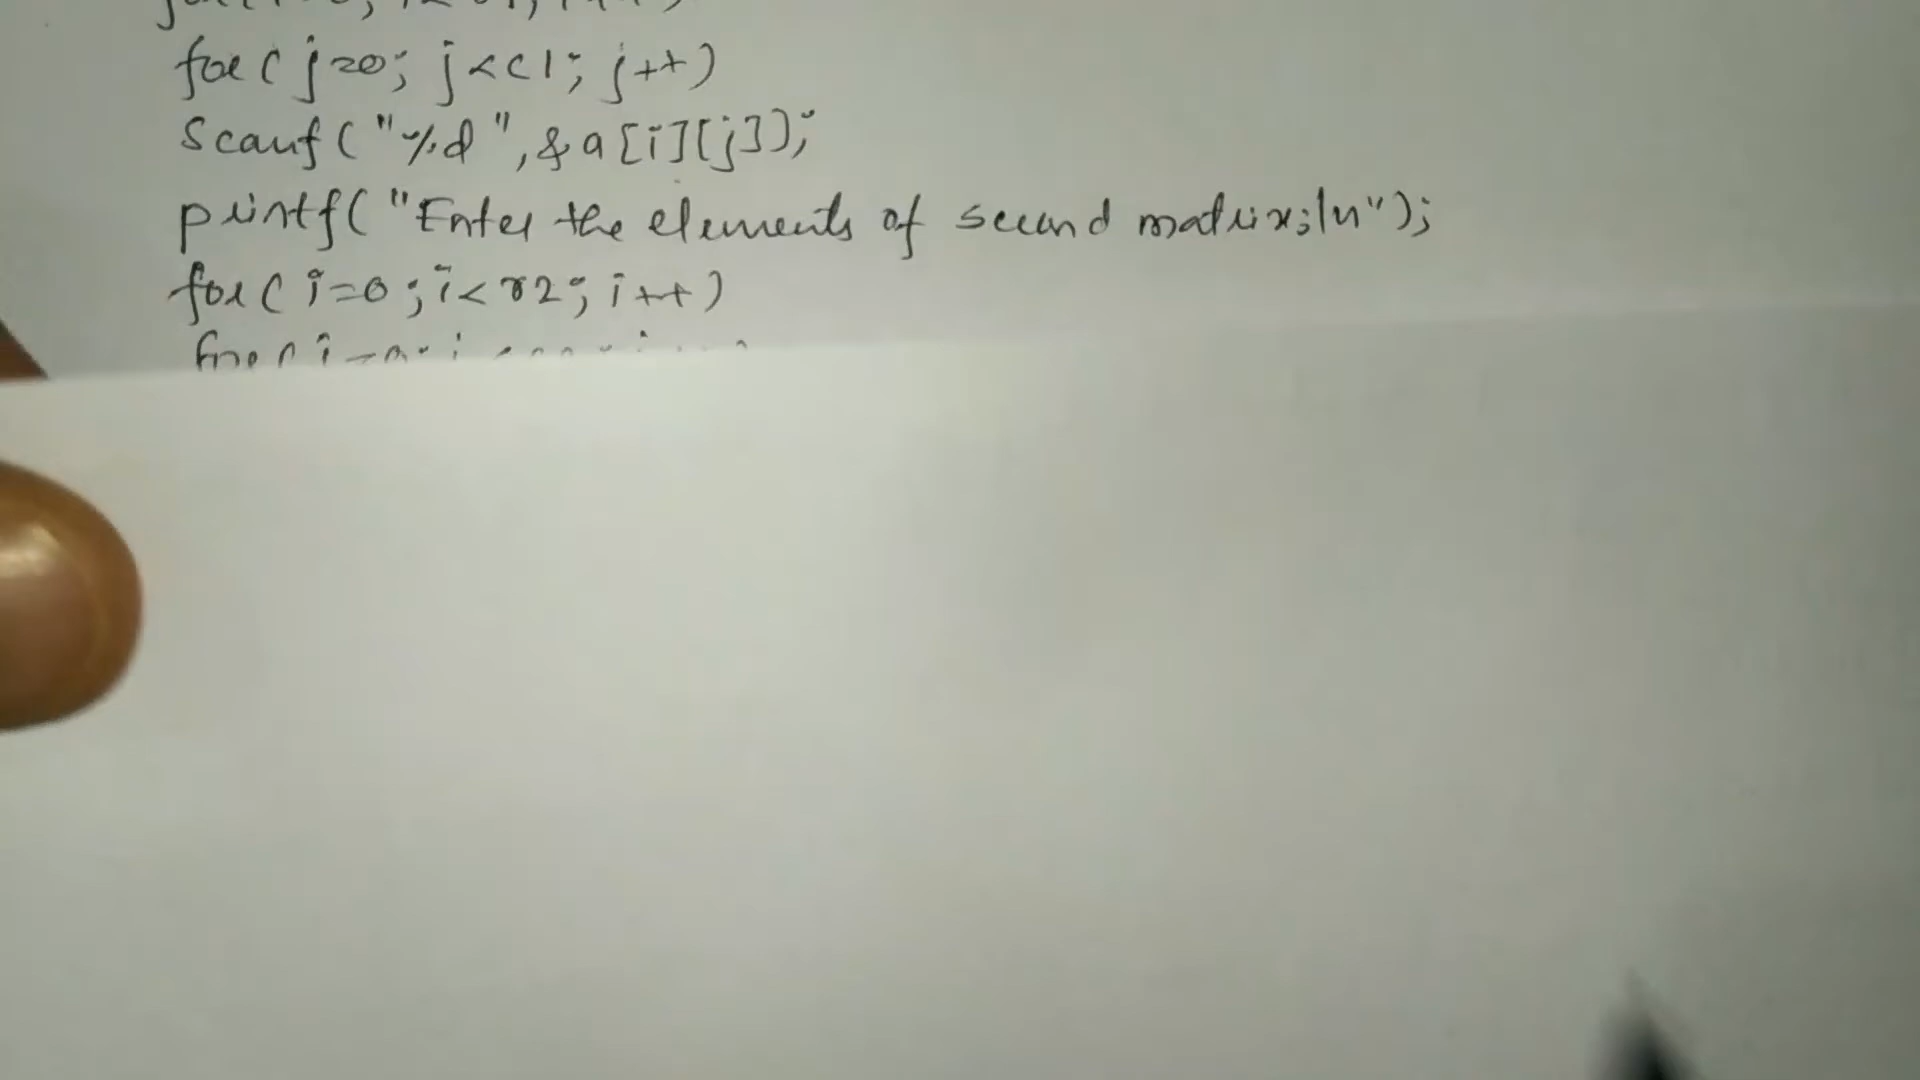 for( j=0; j<c1; j++)
Scanf("%d",&a[i][j]);
printf("Enter the elements of second matrix:\n");
for( i=0; i<r2; i++)